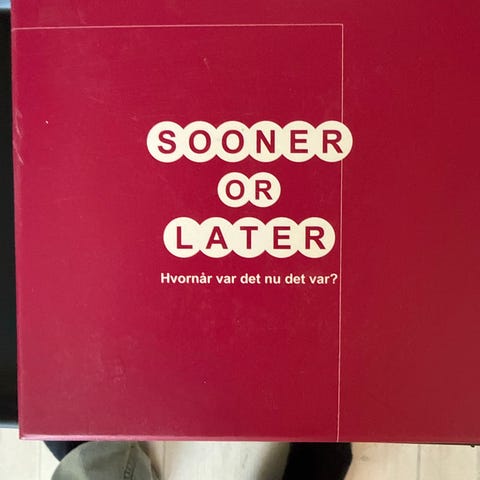 SOONER
OR
LATER
Hvornår var det nu det var?